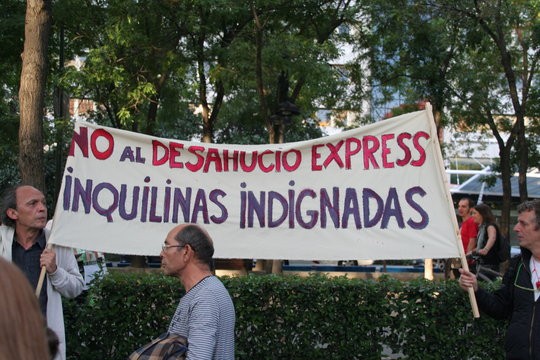 NO AL DESAHUCIO EXPRESS
INQUILINAS INDIGNADAS